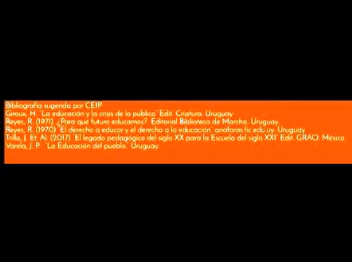 Bibliografía sugerida por CEIP
Giroux, H. "La educación y la crisis de lo público" Edit. Criatura. Uruguay
Reyes, R. (1971) ¿Para qué futuro educamos?. Editorial Biblioteca de Marcha. Uruguay
Reyes, R. (1970) "El derecho a educar y el derecho a la educación" anaforas.fic.edu.uy. Uruguay
Trilla, J. Et. Al. (2017) "El legado pedagógico del siglo XX para la Escuela del siglo XXI" Edit. GRAO. México
Varela, J. P. "La Educación del pueblo". Uruguay